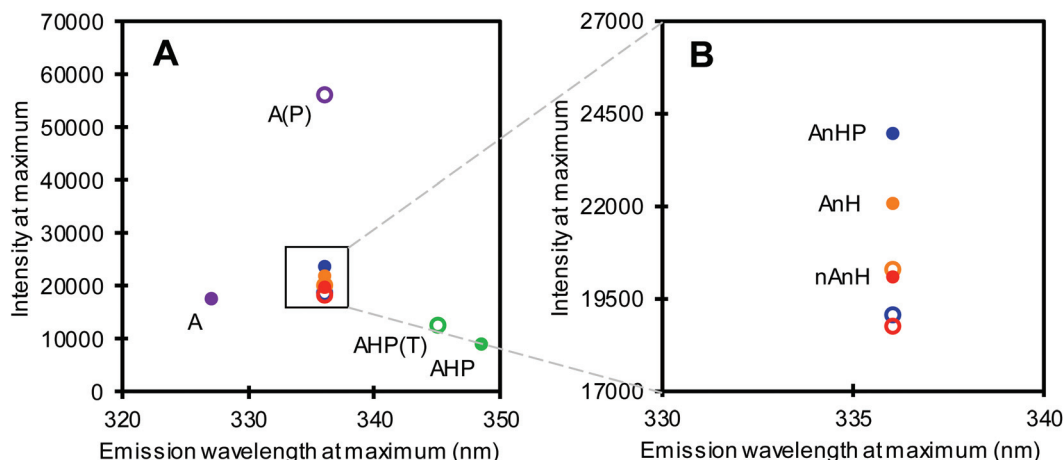 A
70000
60000
50000
40000
30000
20000
10000
0
Intensity at maximum
A(P)
A
AHP(T)
AHP
320
330
340
350
Emission wavelength at maximum (nm)
B
27000
24500
22000
19500
17000
Intensity at maximum
AnHP
AnH
nAnH
330
335
340
Emission wavelength at maximum (nm)